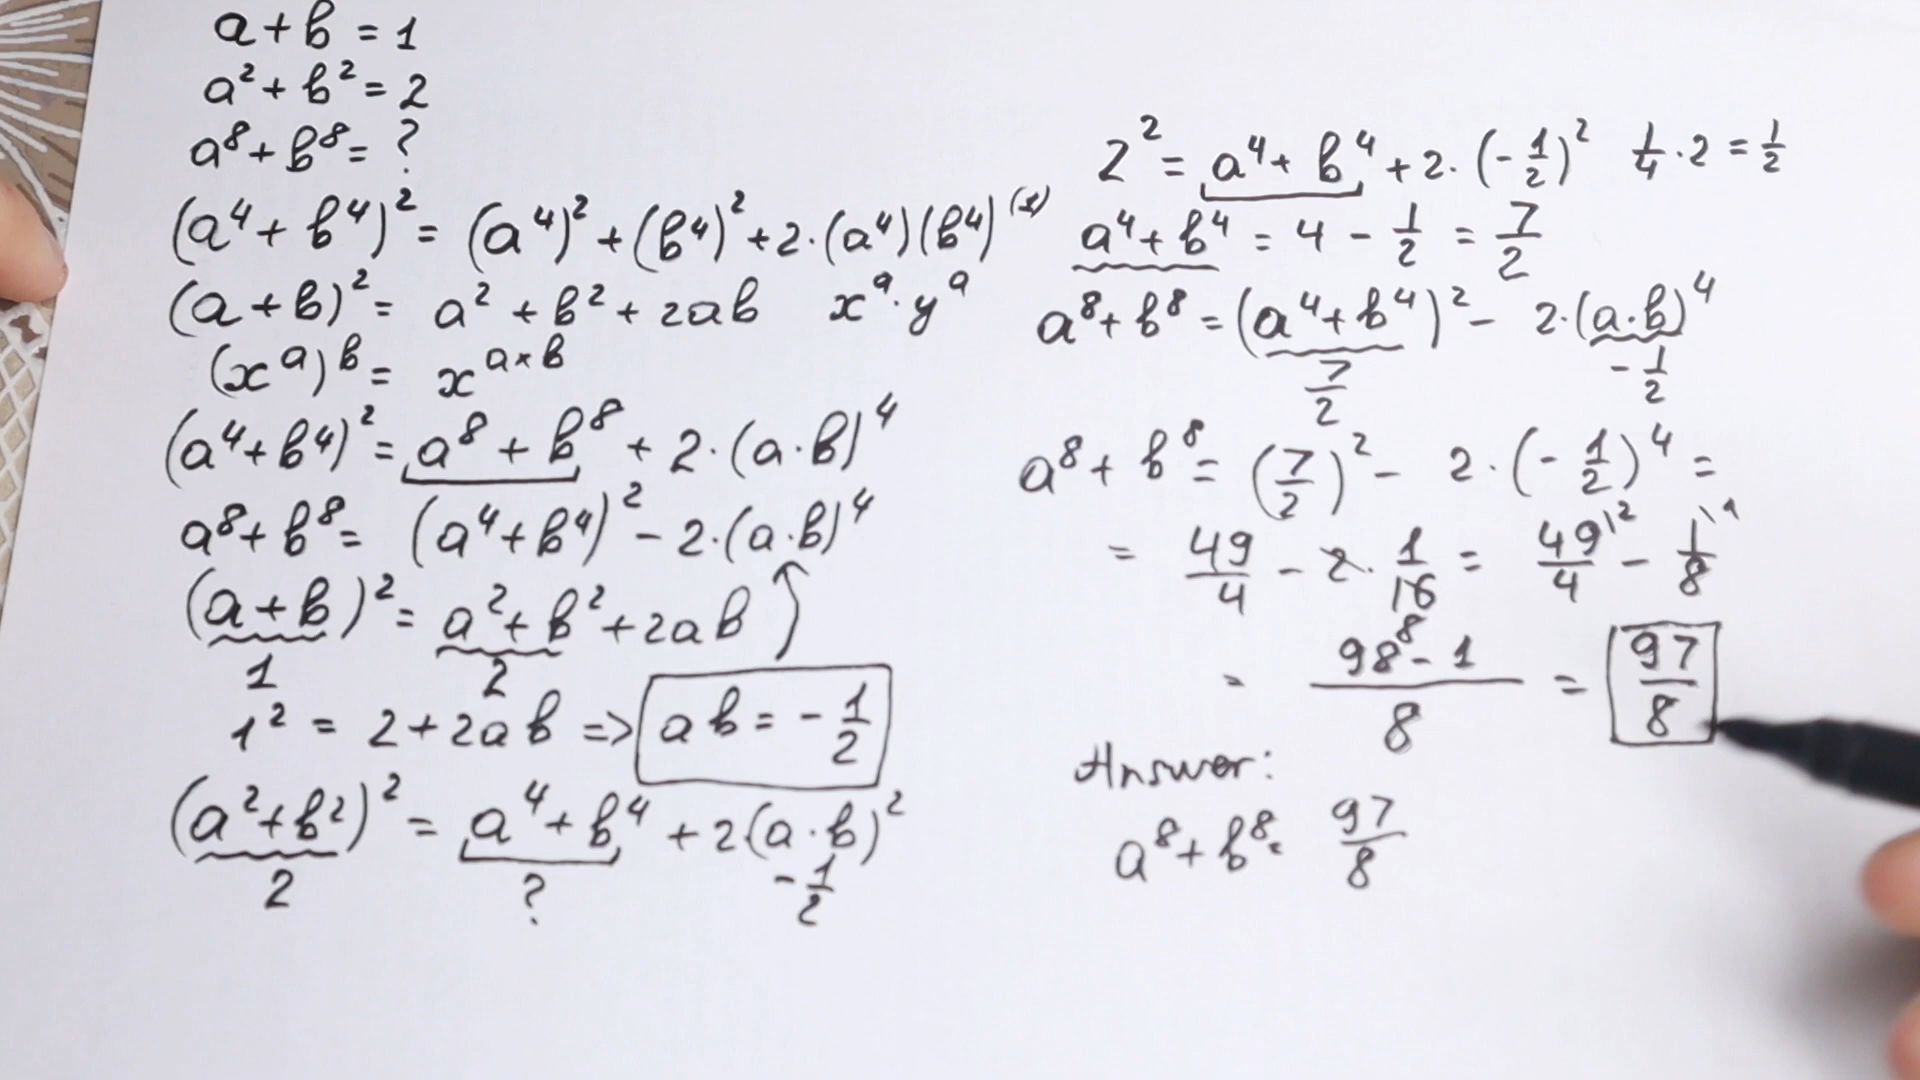 a + b = 1
a² + b² = 2
a⁸ + b⁸ = ?
(a⁴ + b⁴)² = (a⁴)² + (b⁴)² + 2·(a⁴)(b⁴)
(a + b)² = a² + b² + 2ab xᵃ·yᵃ
(xᵃ)ᵇ = xᵃˣᵇ
(a⁴ + b⁴)² = a⁸ + b⁸ + 2·(a·b)⁴
a⁸ + b⁸ = (a⁴ + b⁴)² - 2·(a·b)⁴
(a + b)² = a² + b² + 2ab
1 2
1² = 2 + 2ab => ab = - 1/2
(a² + b²)² = a⁴ + b⁴ + 2(a·b)²
2 ? - 1/2
2² = a⁴ + b⁴ + 2·(- 1/2)² 1/4 · 2 = 1/2
a⁴ + b⁴ = 4 - 1/2 = 7/2
a⁸ + b⁸ = (a⁴ + b⁴)² - 2·(a·b)⁴
7/2 - 1/2
a⁸ + b⁸ = (7/2)² - 2·(- 1/2)⁴ =
= 49/4 - 2· 1/16 = 49\2/4 - 1\1/8
8
= 98 - 1/8 = 97/8
Answer:
a⁸ + b⁸ = 97/8